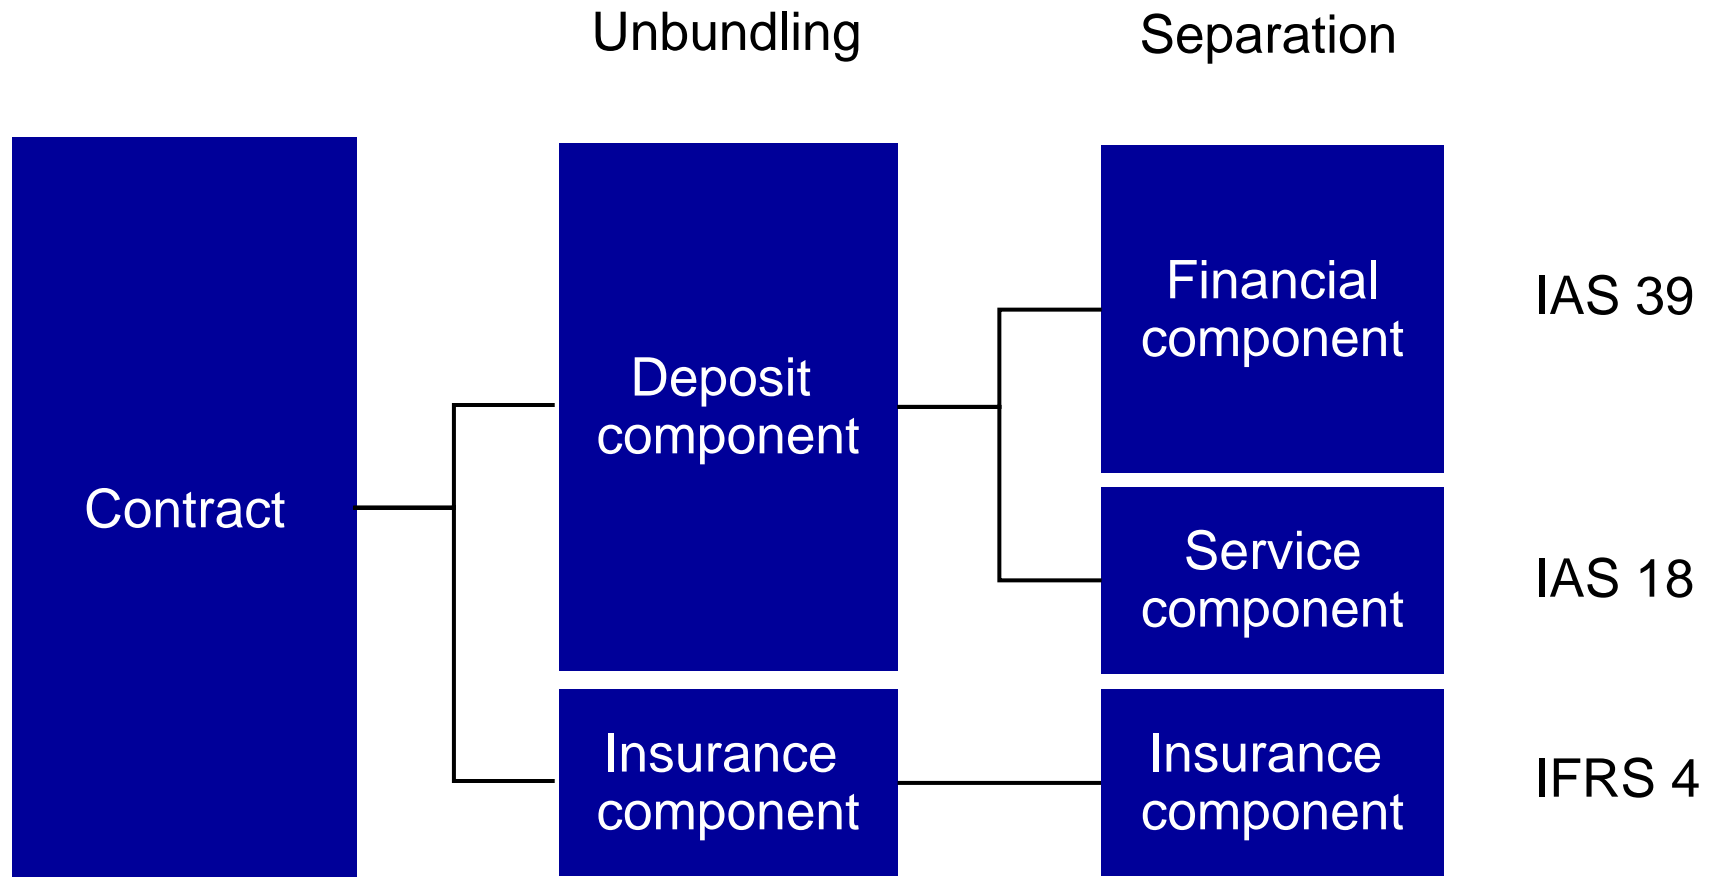 Unbundling
Separation
Contract
Deposit
component
Insurance
component
Financial
component
Service
component
Insurance
component
IAS 39
IAS 18
IFRS 4